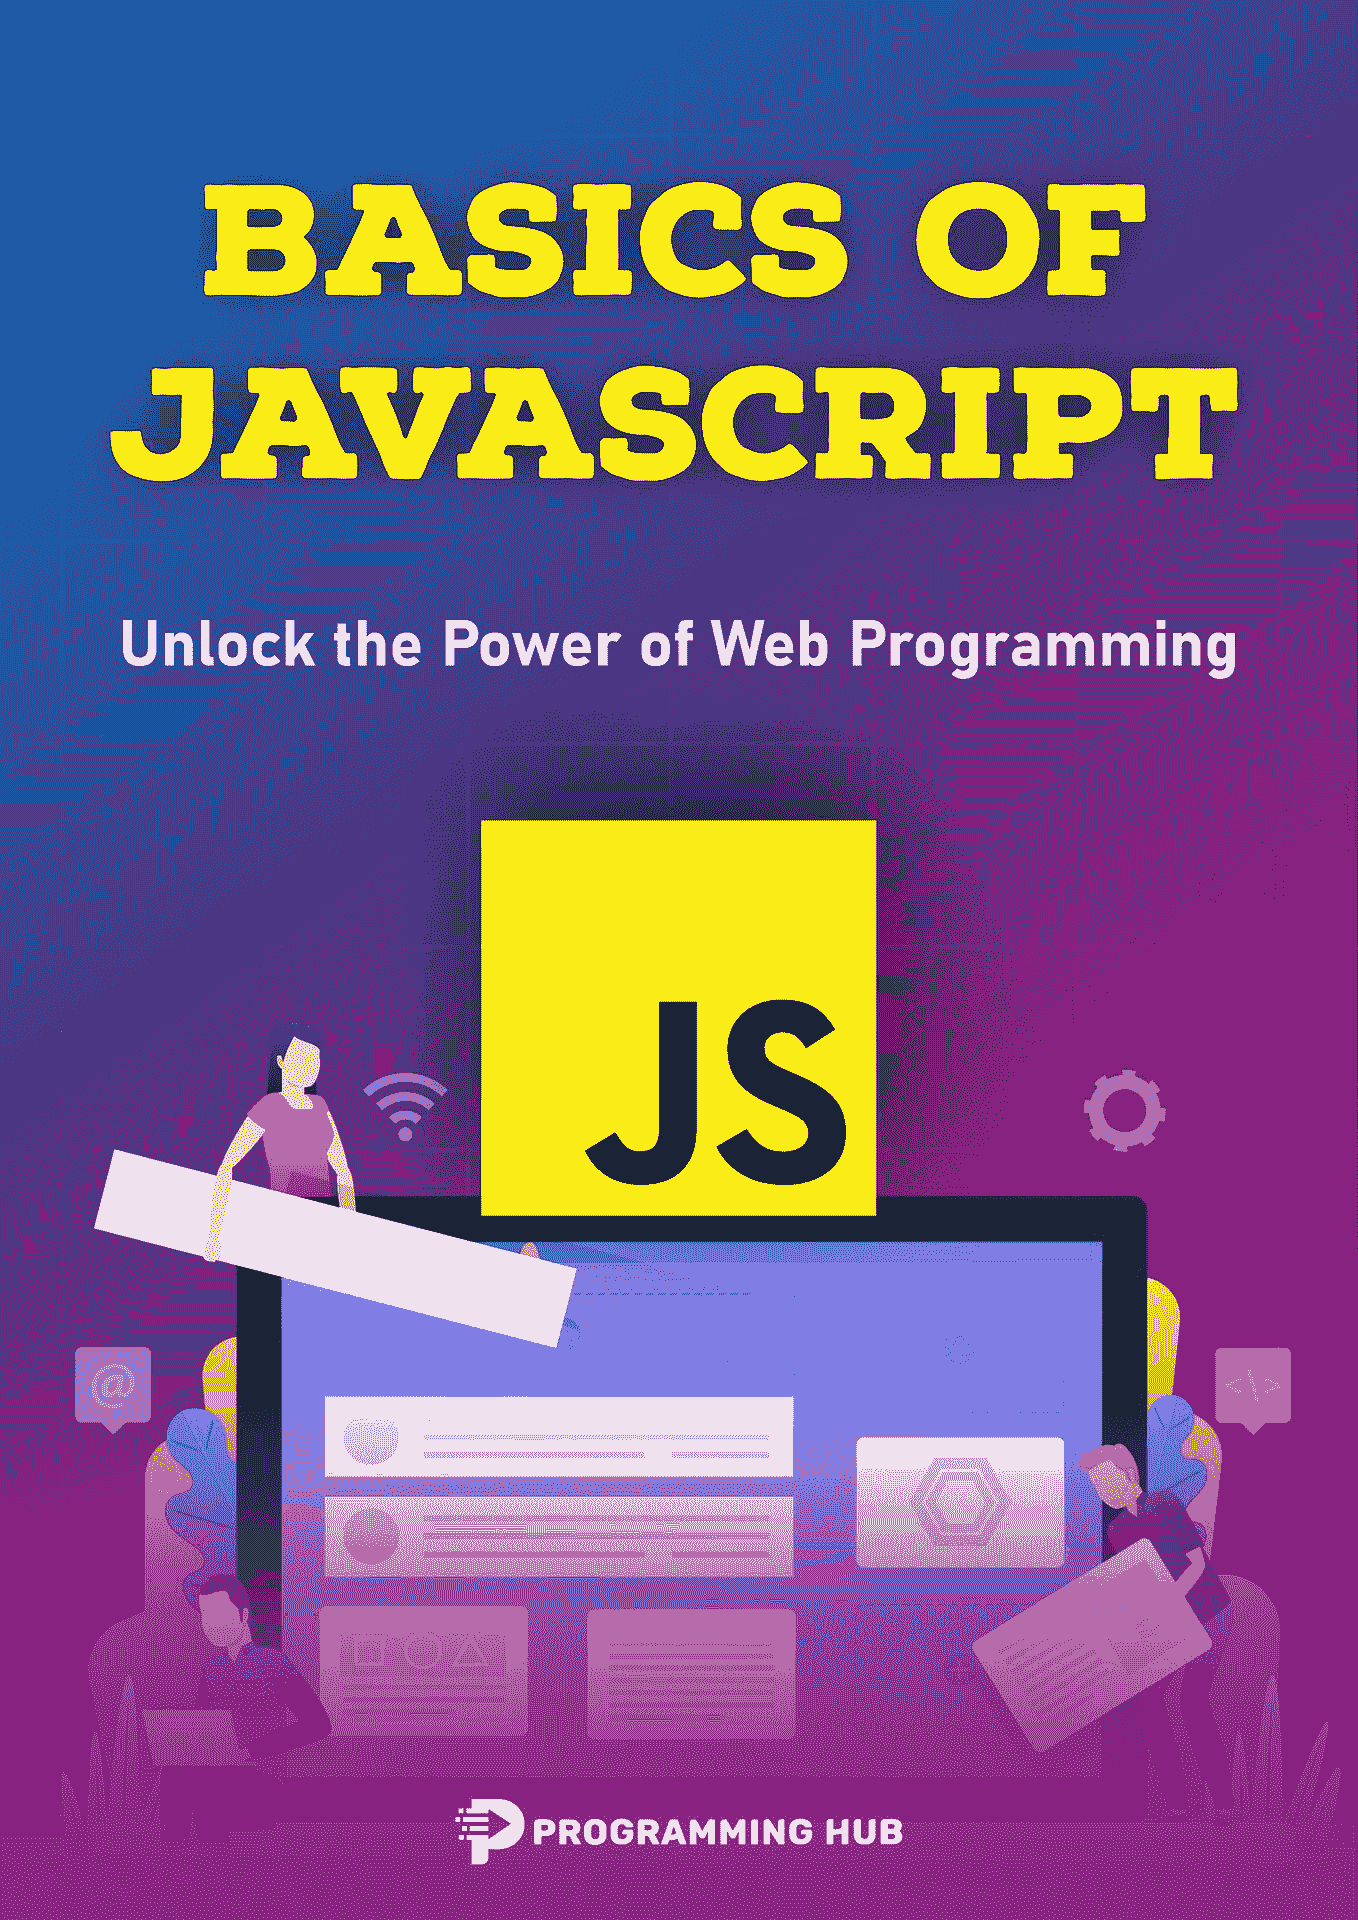 BASICS OF
JAVASCRIPT
Unlock the Power of Web Programming
JS
@
</>
PROGRAMMING HUB